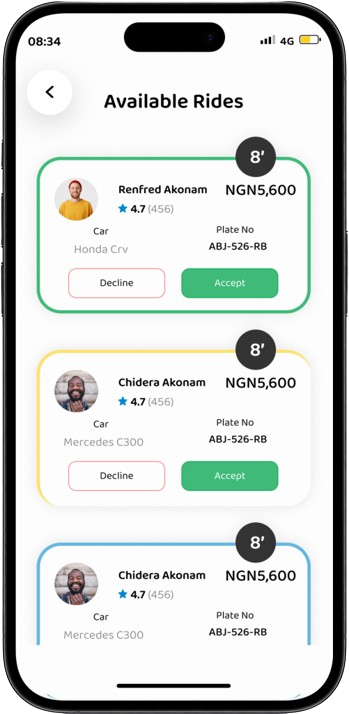 08:34 4G
Available Rides
8'
Renfred Akonam NGN5,600
4.7 (456)
Car Plate No
Honda Crv ABJ-526-RB
Decline Accept
8'
Chidera Akonam NGN5,600
4.7 (456)
Car Plate No
Mercedes C300 ABJ-526-RB
Decline Accept
8'
Chidera Akonam NGN5,600
4.7 (456)
Car Plate No
Mercedes C300 ABJ-526-RB